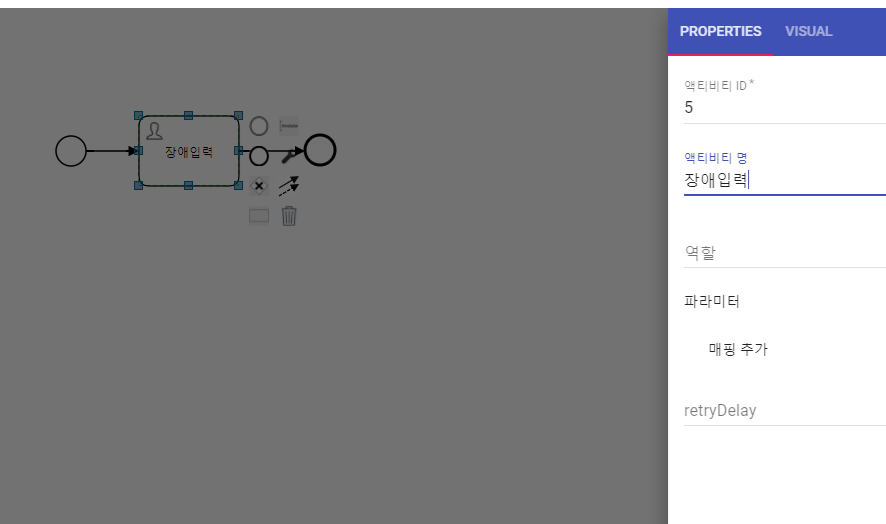 PROPERTIES VISUAL
액티비티 ID *
5
장애입력
액티비티 명
장애입력
역할
파라미터
매핑 추가
retryDelay